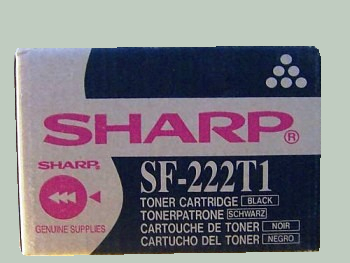 SHARP®
SHARP®
GENUINE SUPPLIES
SF-222T1
TONER CARTRIDGE BLACK
TONERPATRONE SCHWARZ
CARTOUCHE DE TONER NOIR
CARTUCHO DEL TONER NEGRO